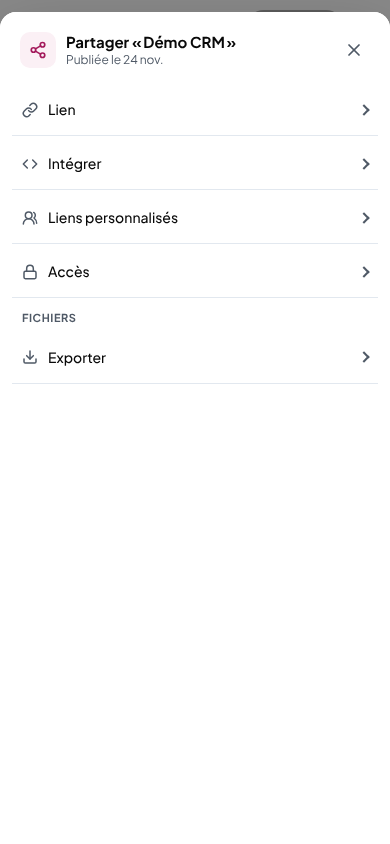 Partager « Démo CRM »
Publiée le 24 nov.
Lien
Intégrer
Liens personnalisés
Accès
FICHIERS
Exporter